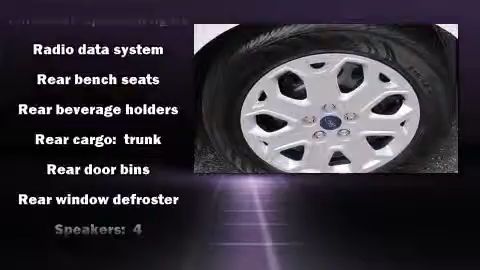 Radio data system
Rear bench seats
Rear beverage holders
Rear cargo:  trunk
Rear door bins
Rear window defroster
Speakers:  4